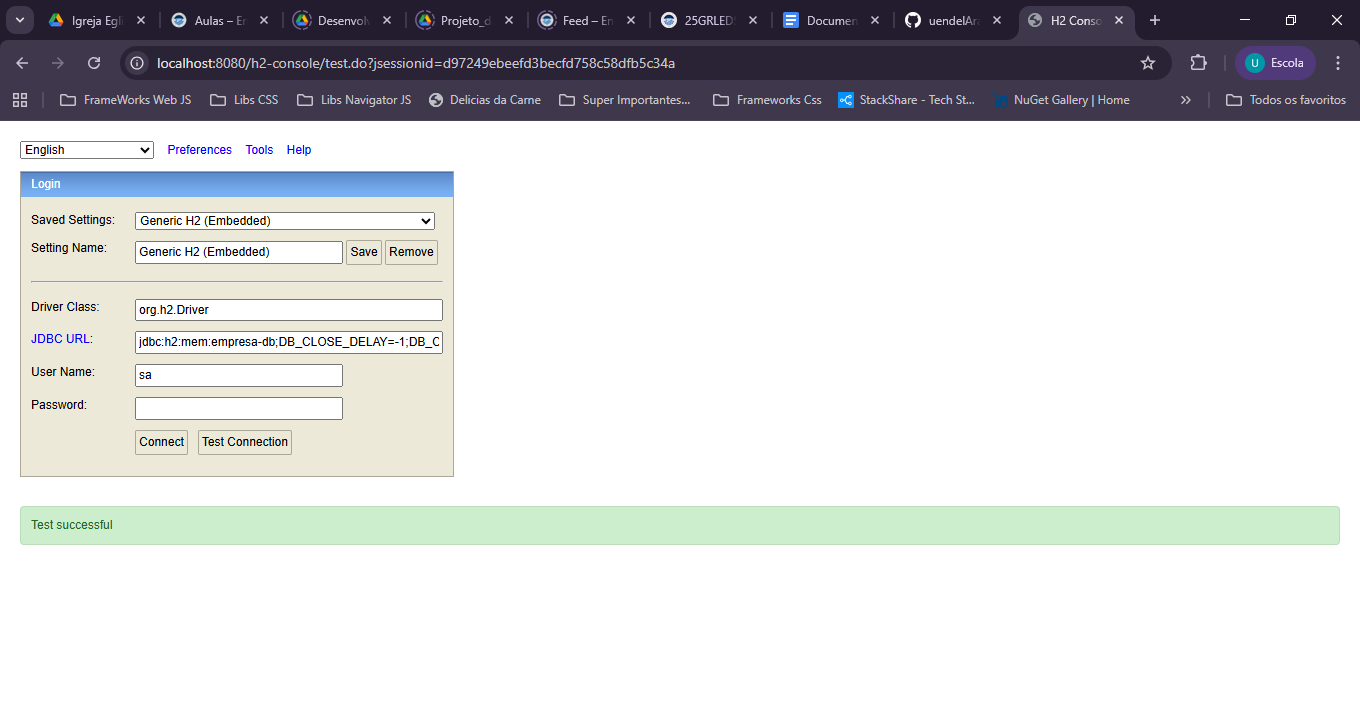 Igreja Egli
Aulas – En
Desenvolv
Projeto_d
Feed – En
25GRLEDS
Documen
uendelAra
H2 Conso
localhost:8080/h2-console/test.do?jsessionid=d97249ebeefd3becfd758c58dfb5c34a
U Escola
FrameWorks Web JS
Libs CSS
Libs Navigator JS
Delicias da Carne
Super Importantes...
Frameworks Css
StackShare - Tech St...
NuGet Gallery | Home
»
Todos os favoritos
English Preferences Tools Help
Login
Saved Settings: Generic H2 (Embedded)
Setting Name: Generic H2 (Embedded) Save Remove
Driver Class: org.h2.Driver
JDBC URL: jdbc:h2:mem:empresa-db;DB_CLOSE_DELAY=-1;DB_C
User Name: sa
Password:
Connect Test Connection
Test successful